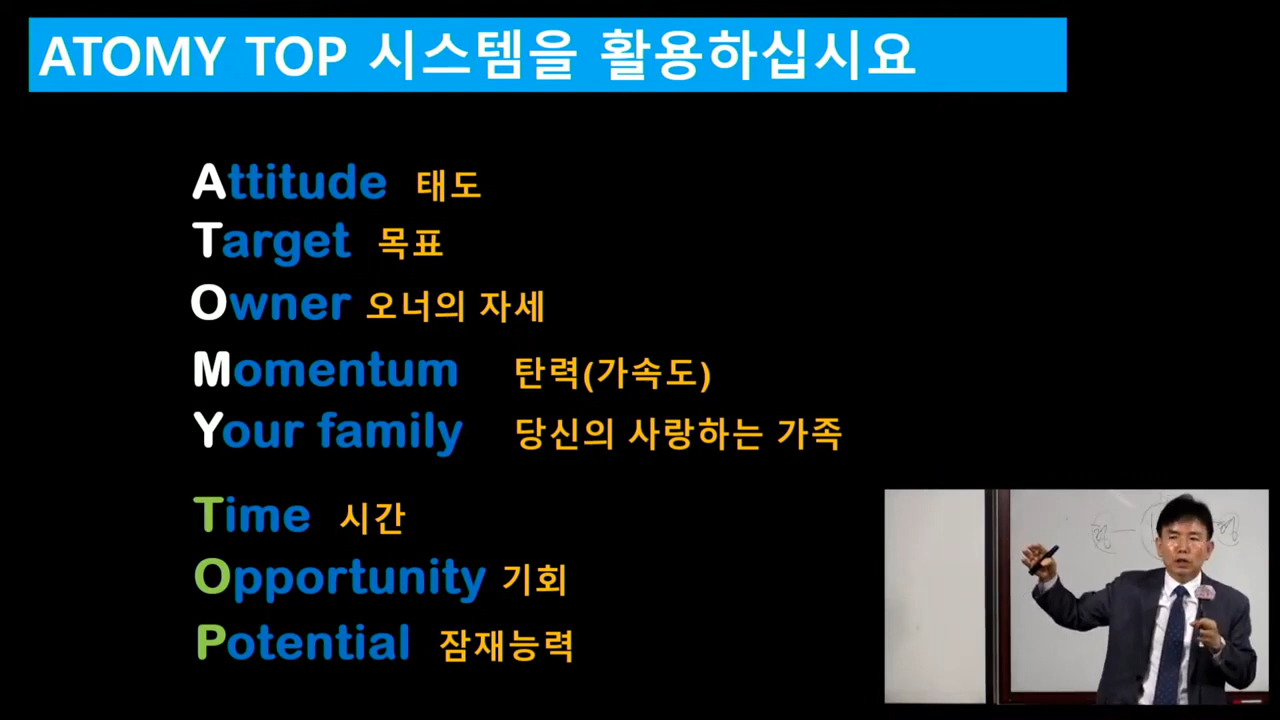 ATOMY TOP 시스템을 활용하십시요
Attitude 태도
Target 목표
Owner 오너의 자세
Momentum 탄력(가속도)
Your family 당신의 사랑하는 가족
Time 시간
Opportunity 기회
Potential 잠재능력